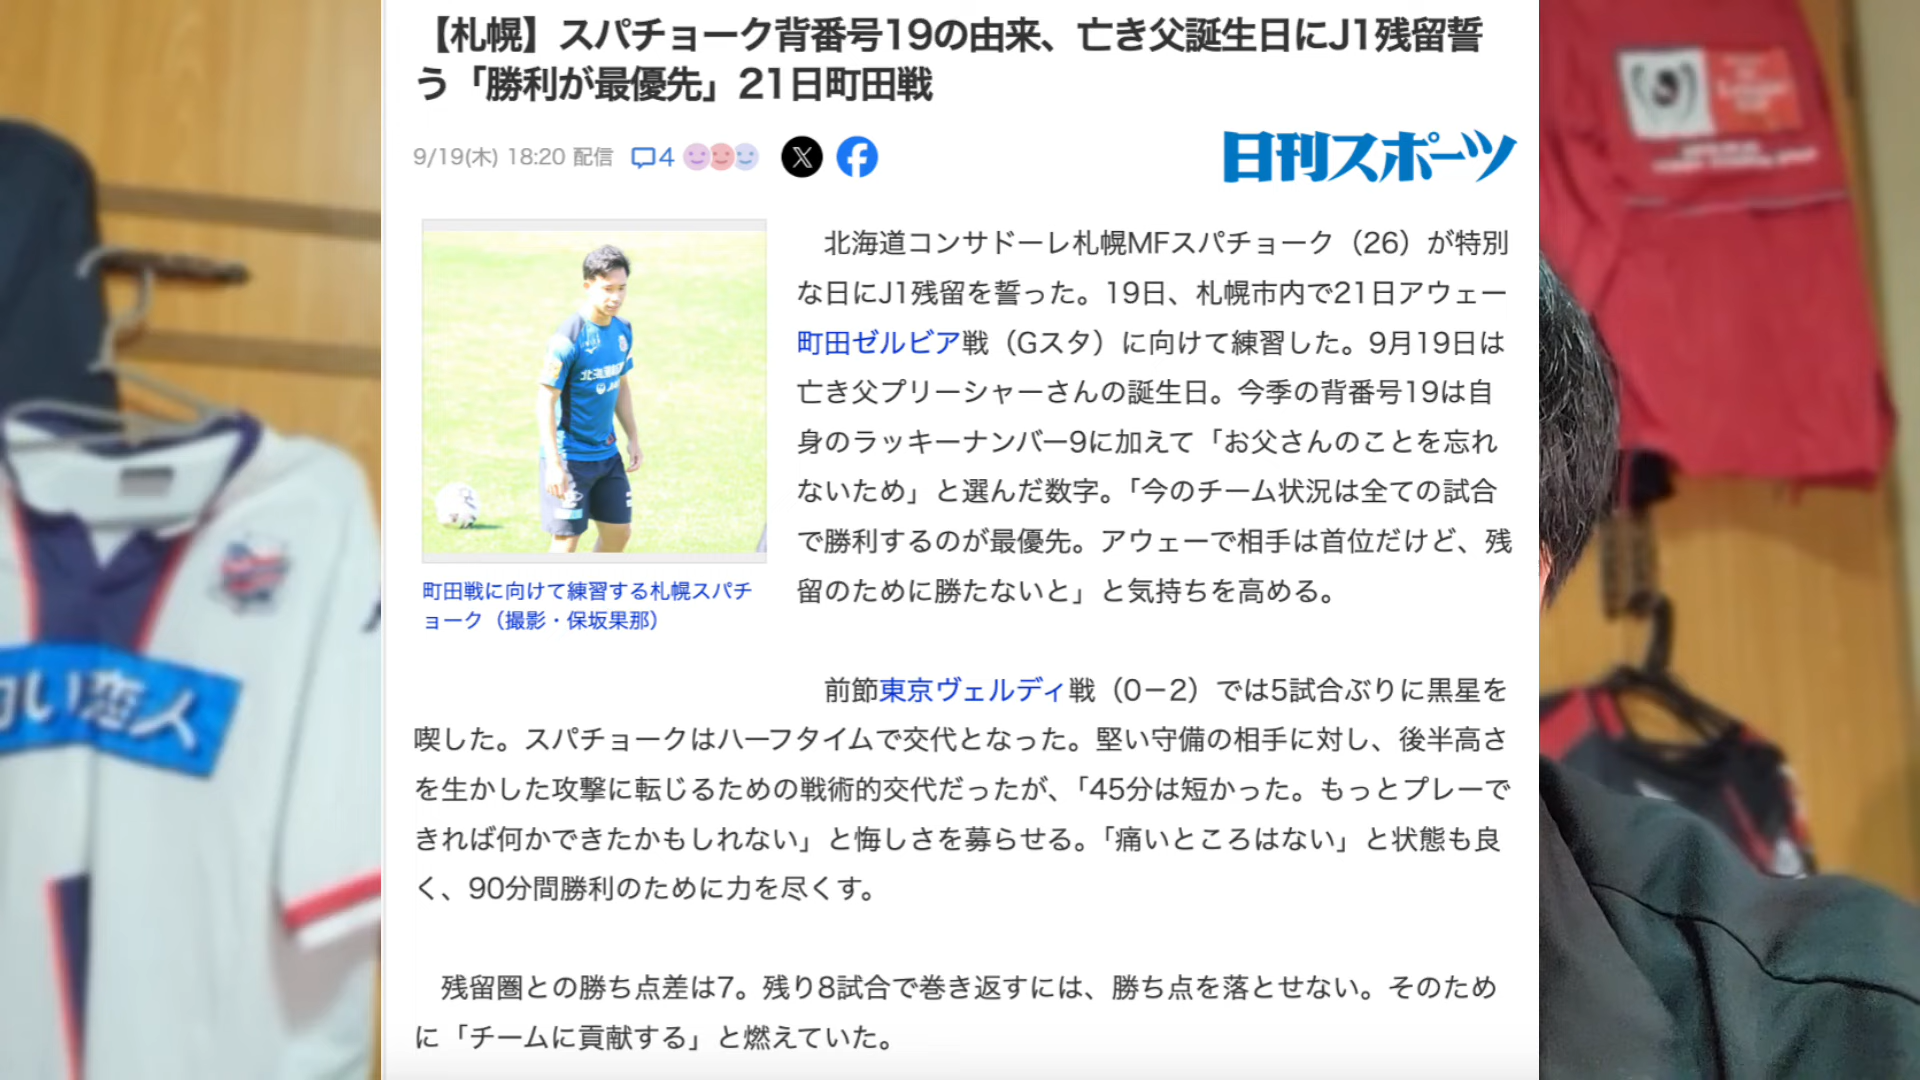 【札幌】スパチョーク背番号19の由来、亡き父誕生日にJ1残留誓
う「勝利が最優先」21日町田戦
9/19(木) 18:20 配信 4
日刊スポーツ
北海道コンサドーレ札幌MFスパチョーク（26）が特別
な日にJ1残留を誓った。19日、札幌市内で21日アウェー
町田ゼルビア戦（Gスタ）に向けて練習した。9月19日は
亡き父プリーシャーさんの誕生日。今季の背番号19は自
身のラッキーナンバー9に加えて「お父さんのことを忘れ
ないため」と選んだ数字。「今のチーム状況は全ての試合
で勝利するのが最優先。アウェーで相手は首位だけど、残
留のために勝たないと」と気持ちを高める。
町田戦に向けて練習する札幌スパチ
ョーク（撮影・保坂果那）
前節東京ヴェルディ戦（0－2）では5試合ぶりに黒星を
喫した。スパチョークはハーフタイムで交代となった。堅い守備の相手に対し、後半高さ
を生かした攻撃に転じるための戦術的交代だったが、「45分は短かった。もっとプレーで
きれば何かできたかもしれない」と悔しさを募らせる。「痛いところはない」と状態も良
く、90分間勝利のために力を尽くす。
残留圏との勝ち点差は7。残り8試合で巻き返すには、勝ち点を落とせない。そのため
に「チームに貢献する」と燃えていた。
い恋人